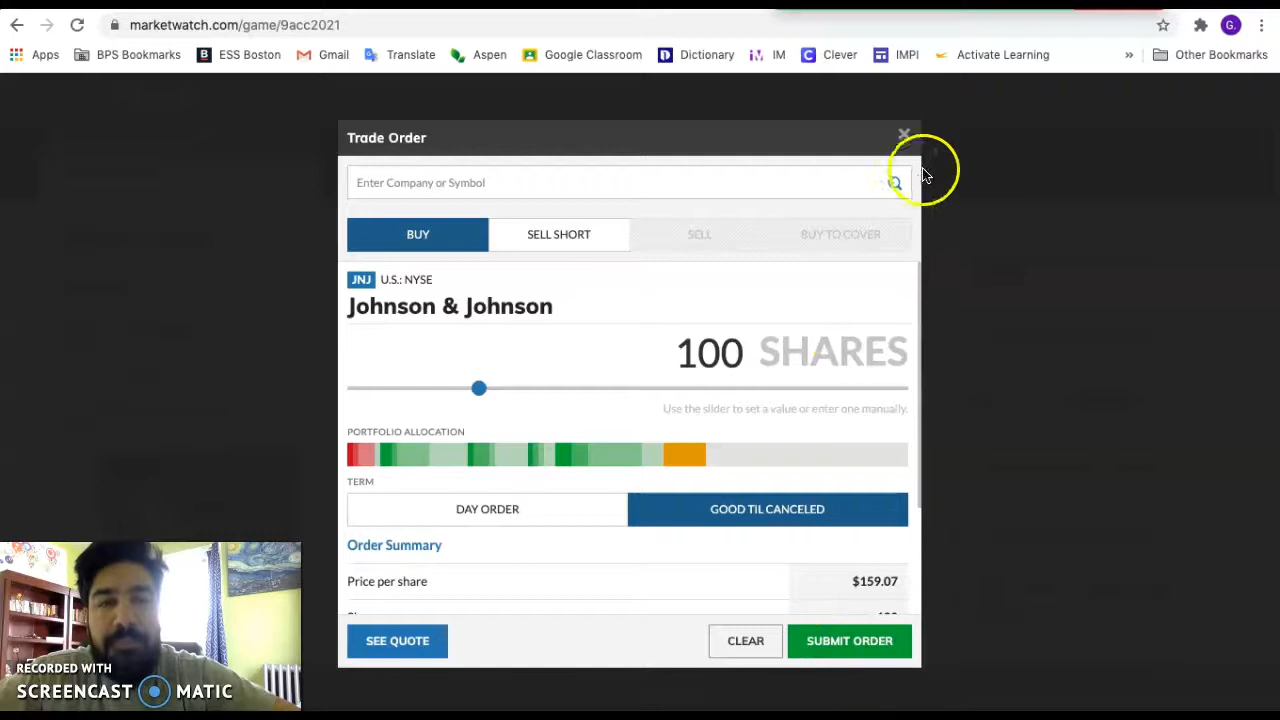 marketwatch.com/game/9acc2021
G.
Apps BPS Bookmarks ESS Boston Gmail Translate Aspen Google Classroom Dictionary IM Clever IMPI Activate Learning » Other Bookmarks
Trade Order
Enter Company or Symbol
BUY SELL SHORT SELL BUY TO COVER
JNJ U.S.: NYSE
Johnson & Johnson
100 SHARES
Use the slider to set a value or enter one manually.
PORTFOLIO ALLOCATION
TERM
DAY ORDER GOOD TIL CANCELED
Order Summary
Price per share $159.07
SEE QUOTE CLEAR SUBMIT ORDER
RECORDED WITH
SCREENCAST MATIC